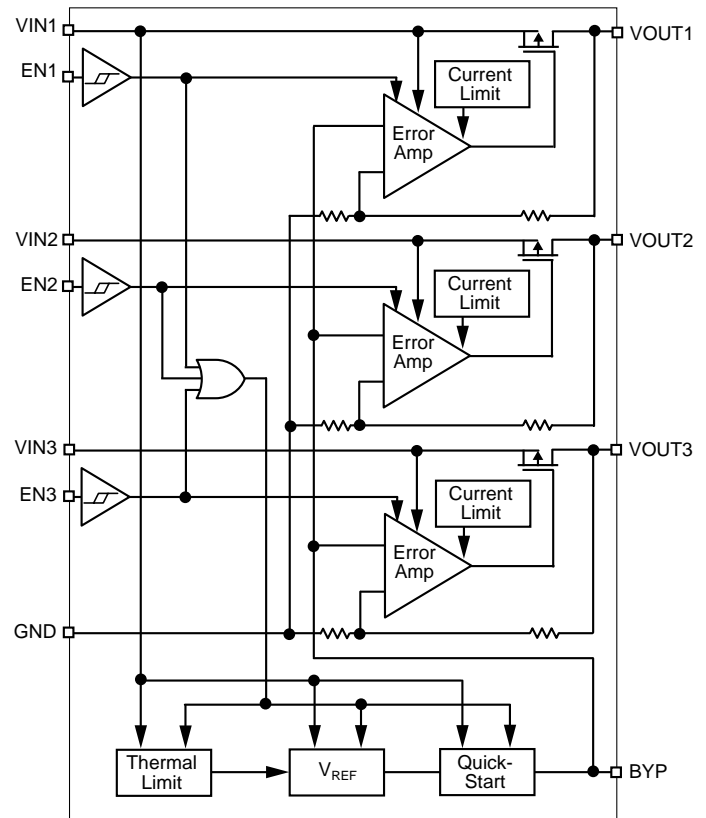 VIN1
VOUT1
EN1
Current
Limit
Error
Amp
VIN2
VOUT2
EN2
Current
Limit
Error
Amp
VIN3
VOUT3
EN3
Current
Limit
Error
Amp
GND
Thermal
Limit
VREF
Quick-
Start
BYP